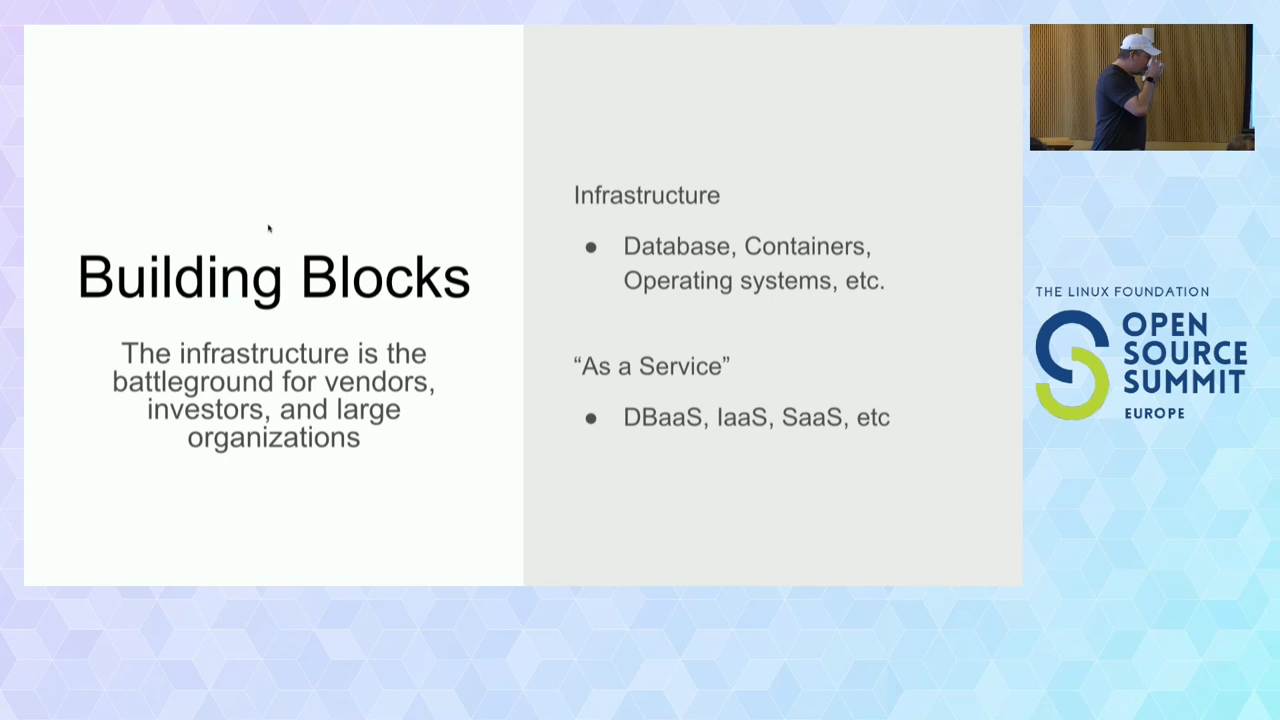 Building Blocks
The infrastructure is the
battleground for vendors,
investors, and large
organizations
Infrastructure
● Database, Containers,
Operating systems, etc.
“As a Service”
● DBaaS, IaaS, SaaS, etc
THE LINUX FOUNDATION
OPEN
SOURCE
SUMMIT
EUROPE